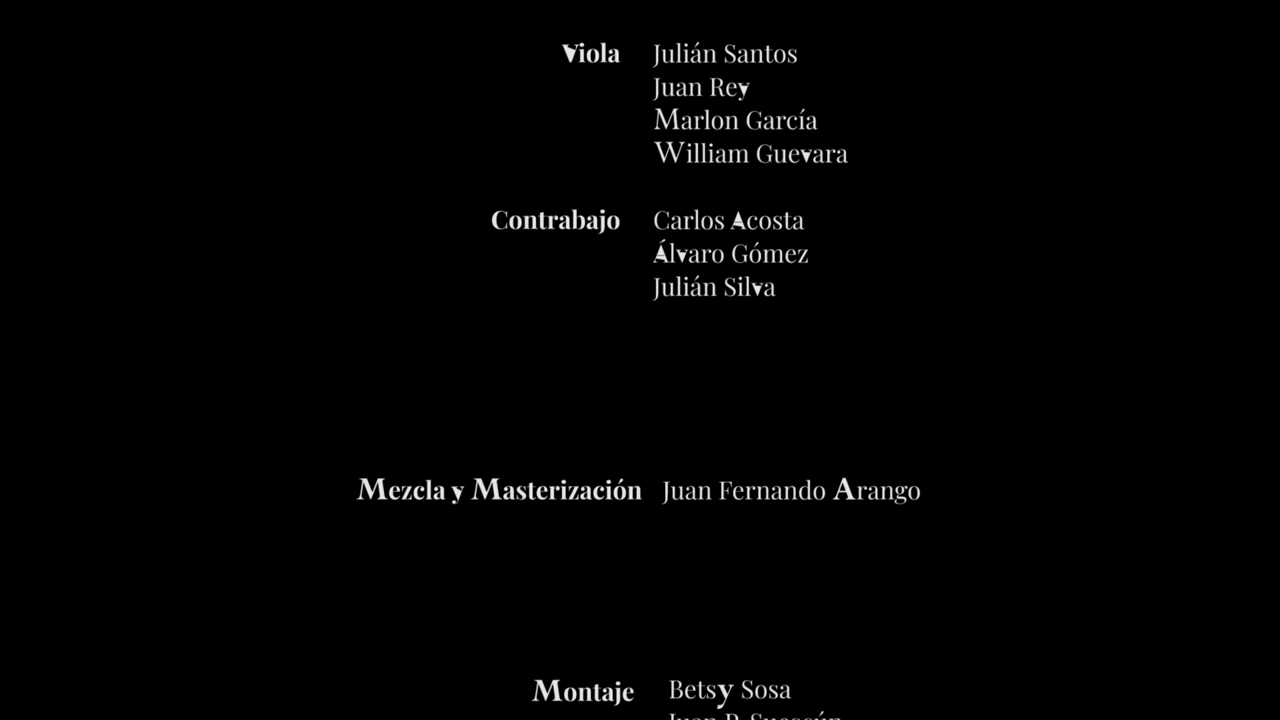 Viola Julián Santos
Juan Rey
Marlon García
William Guevara
Contrabajo Carlos Acosta
Álvaro Gómez
Julián Silva
Mezcla y Masterización Juan Fernando Arango
Montaje Betsy Sosa